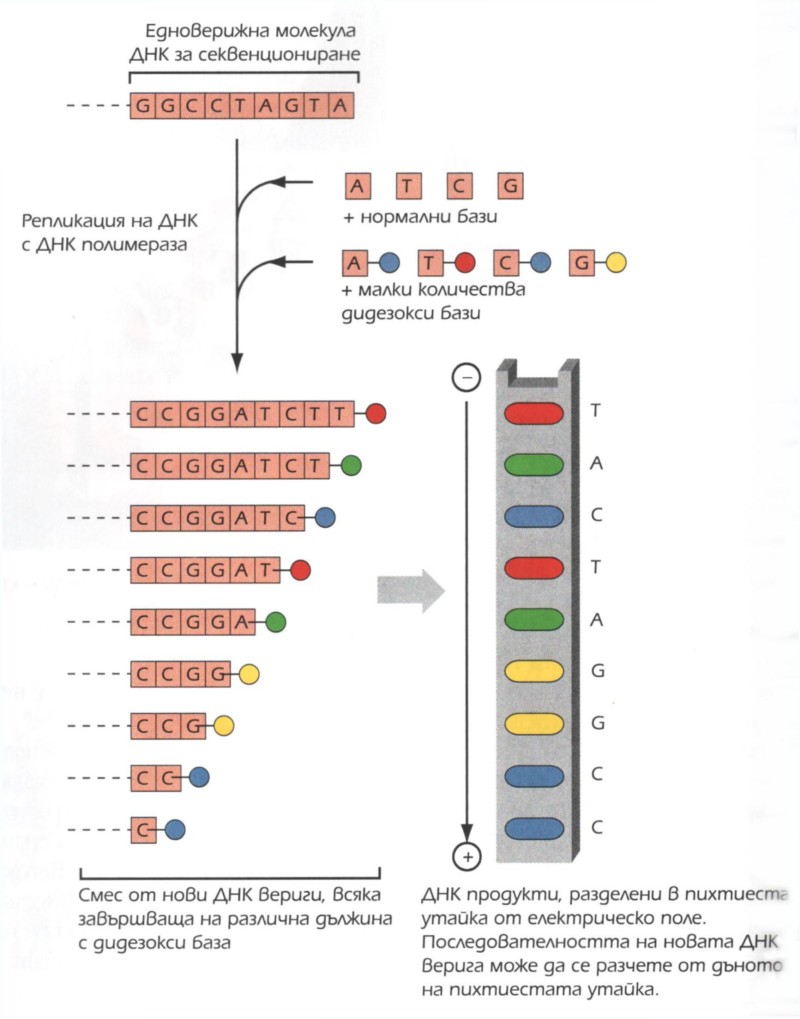 Едноверижна молекула
ДНК за секвенциониране
G G C C T A G T A
A T C G
+ нормални бази
Репликация на ДНК
с ДНК полимераза
A T C G
+ малки количества
дидезокси бази
−
C C G G A T C T T
T
C C G G A T C T
A
C C G G A T C
C
C C G G A T
T
C C G G A
A
C C G G
G
C C G
G
C C
C
C
C
+
Смес от нови ДНК вериги, всяка
завършваща на различна дължина
с дидезокси база
ДНК продукти, разделени в пихтиеста
утайка от електрическо поле.
Последователността на новата ДНК
верига може да се разчете от дъното
на пихтиестата утайка.